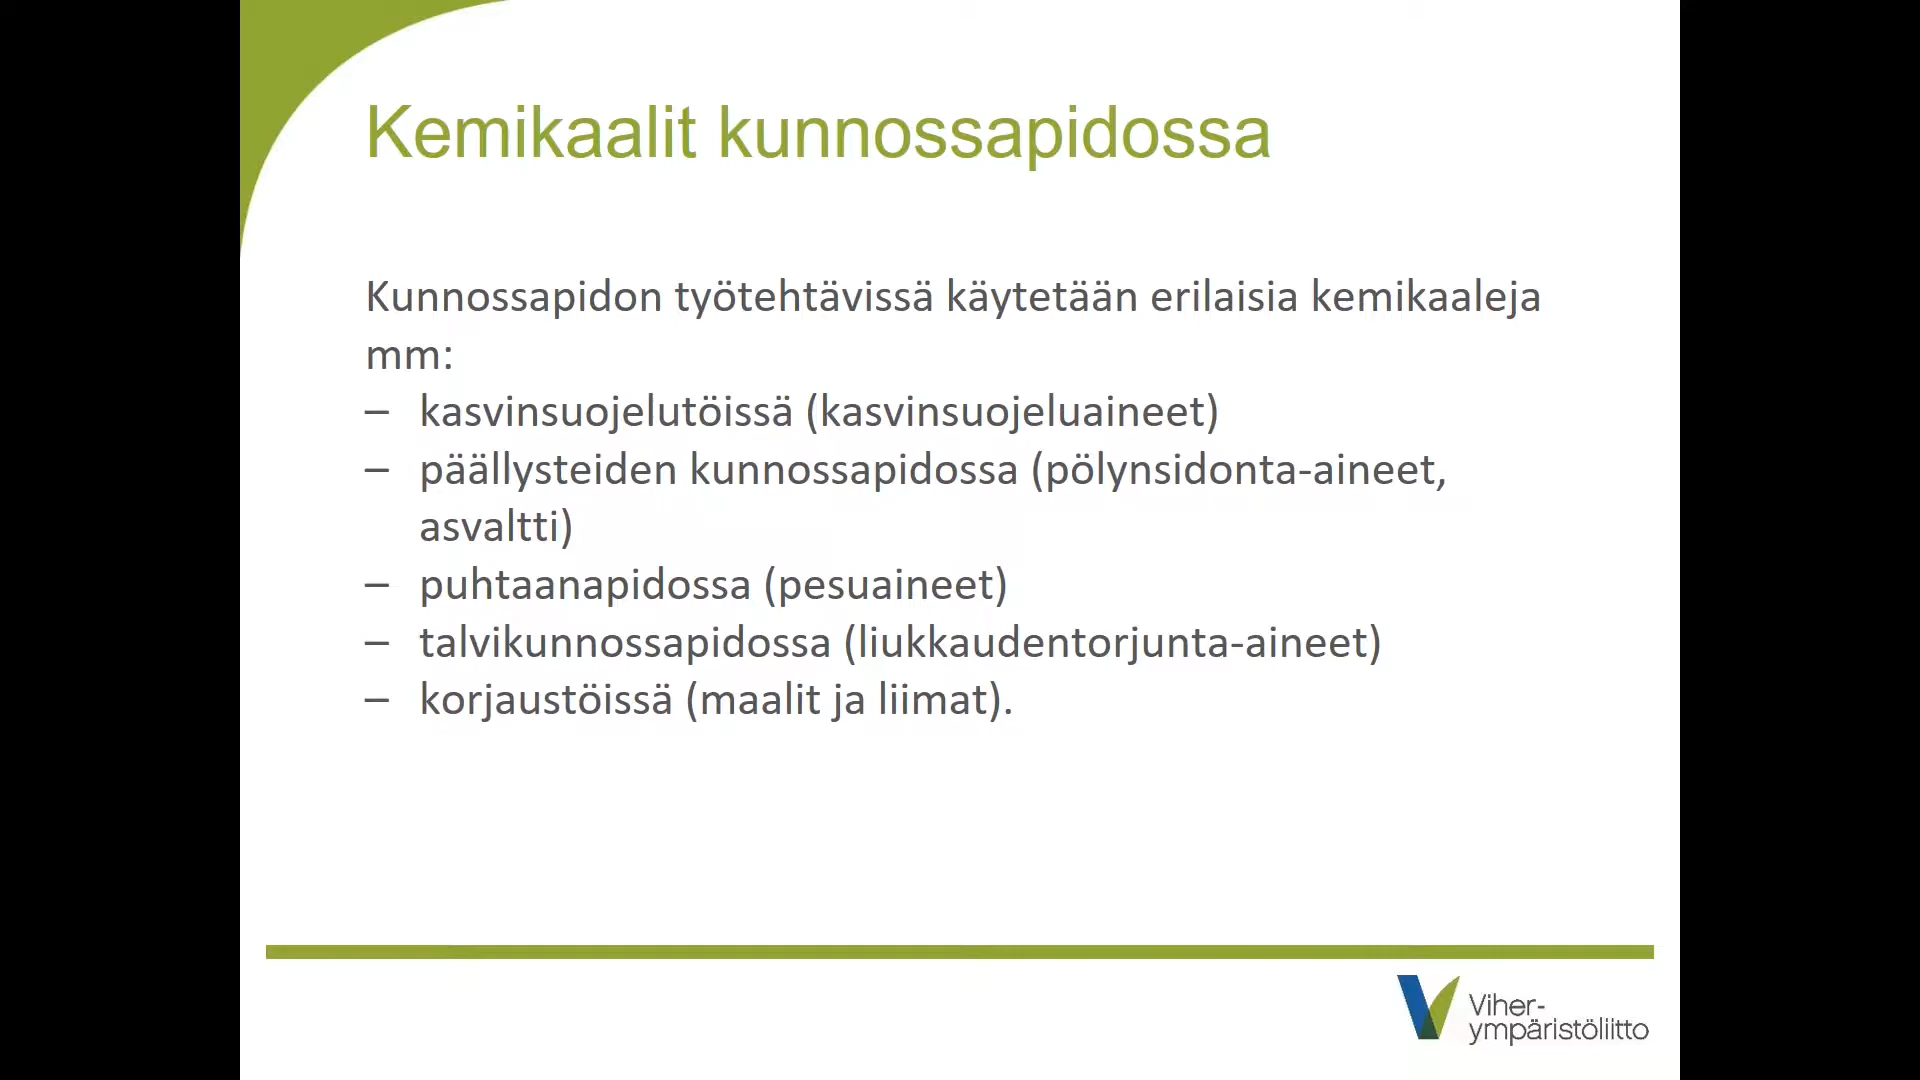 Kemikaalit kunnossapidossa
Kunnossapidon työtehtävissä käytetään erilaisia kemikaaleja
mm:
– kasvinsuojelutöissä (kasvinsuojeluaineet)
– päällysteiden kunnossapidossa (pölynsidonta-aineet,
asvaltti)
– puhtaanapidossa (pesuaineet)
– talvikunnossapidossa (liukkaudentorjunta-aineet)
– korjaustöissä (maalit ja liimat).
Viher-
ympäristöliitto